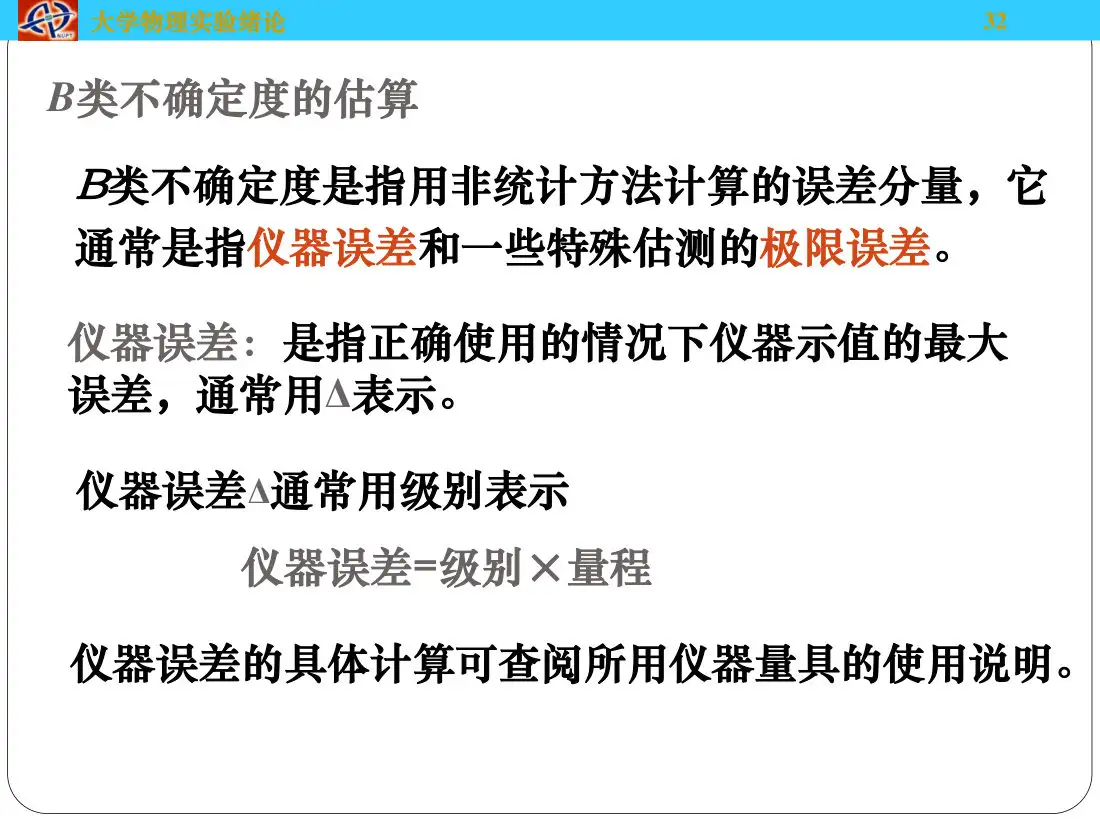 大学物理实验绪论
32
B类不确定度的估算
B类不确定度是指用非统计方法计算的误差分量，它
通常是指仪器误差和一些特殊估测的极限误差。
仪器误差：是指正确使用的情况下仪器示值的最大
误差，通常用Δ表示。
仪器误差Δ通常用级别表示
仪器误差=级别×量程
仪器误差的具体计算可查阅所用仪器量具的使用说明。
NUPT